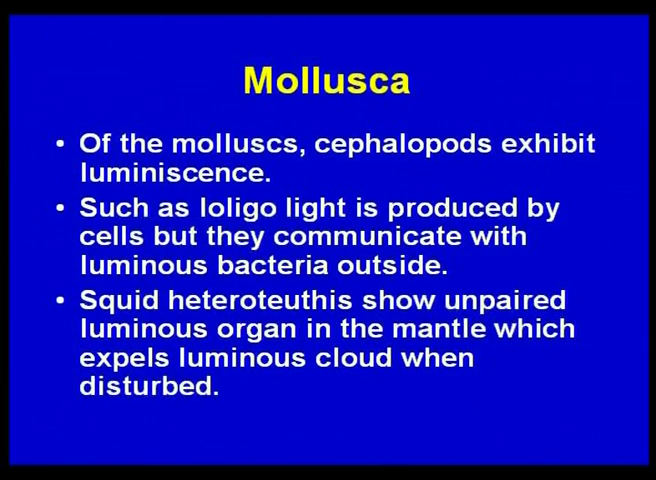 Mollusca
• Of the molluscs, cephalopods exhibit
luminiscence.
• Such as loligo light is produced by
cells but they communicate with
luminous bacteria outside.
• Squid heteroteuthis show unpaired
luminous organ in the mantle which
expels luminous cloud when
disturbed.